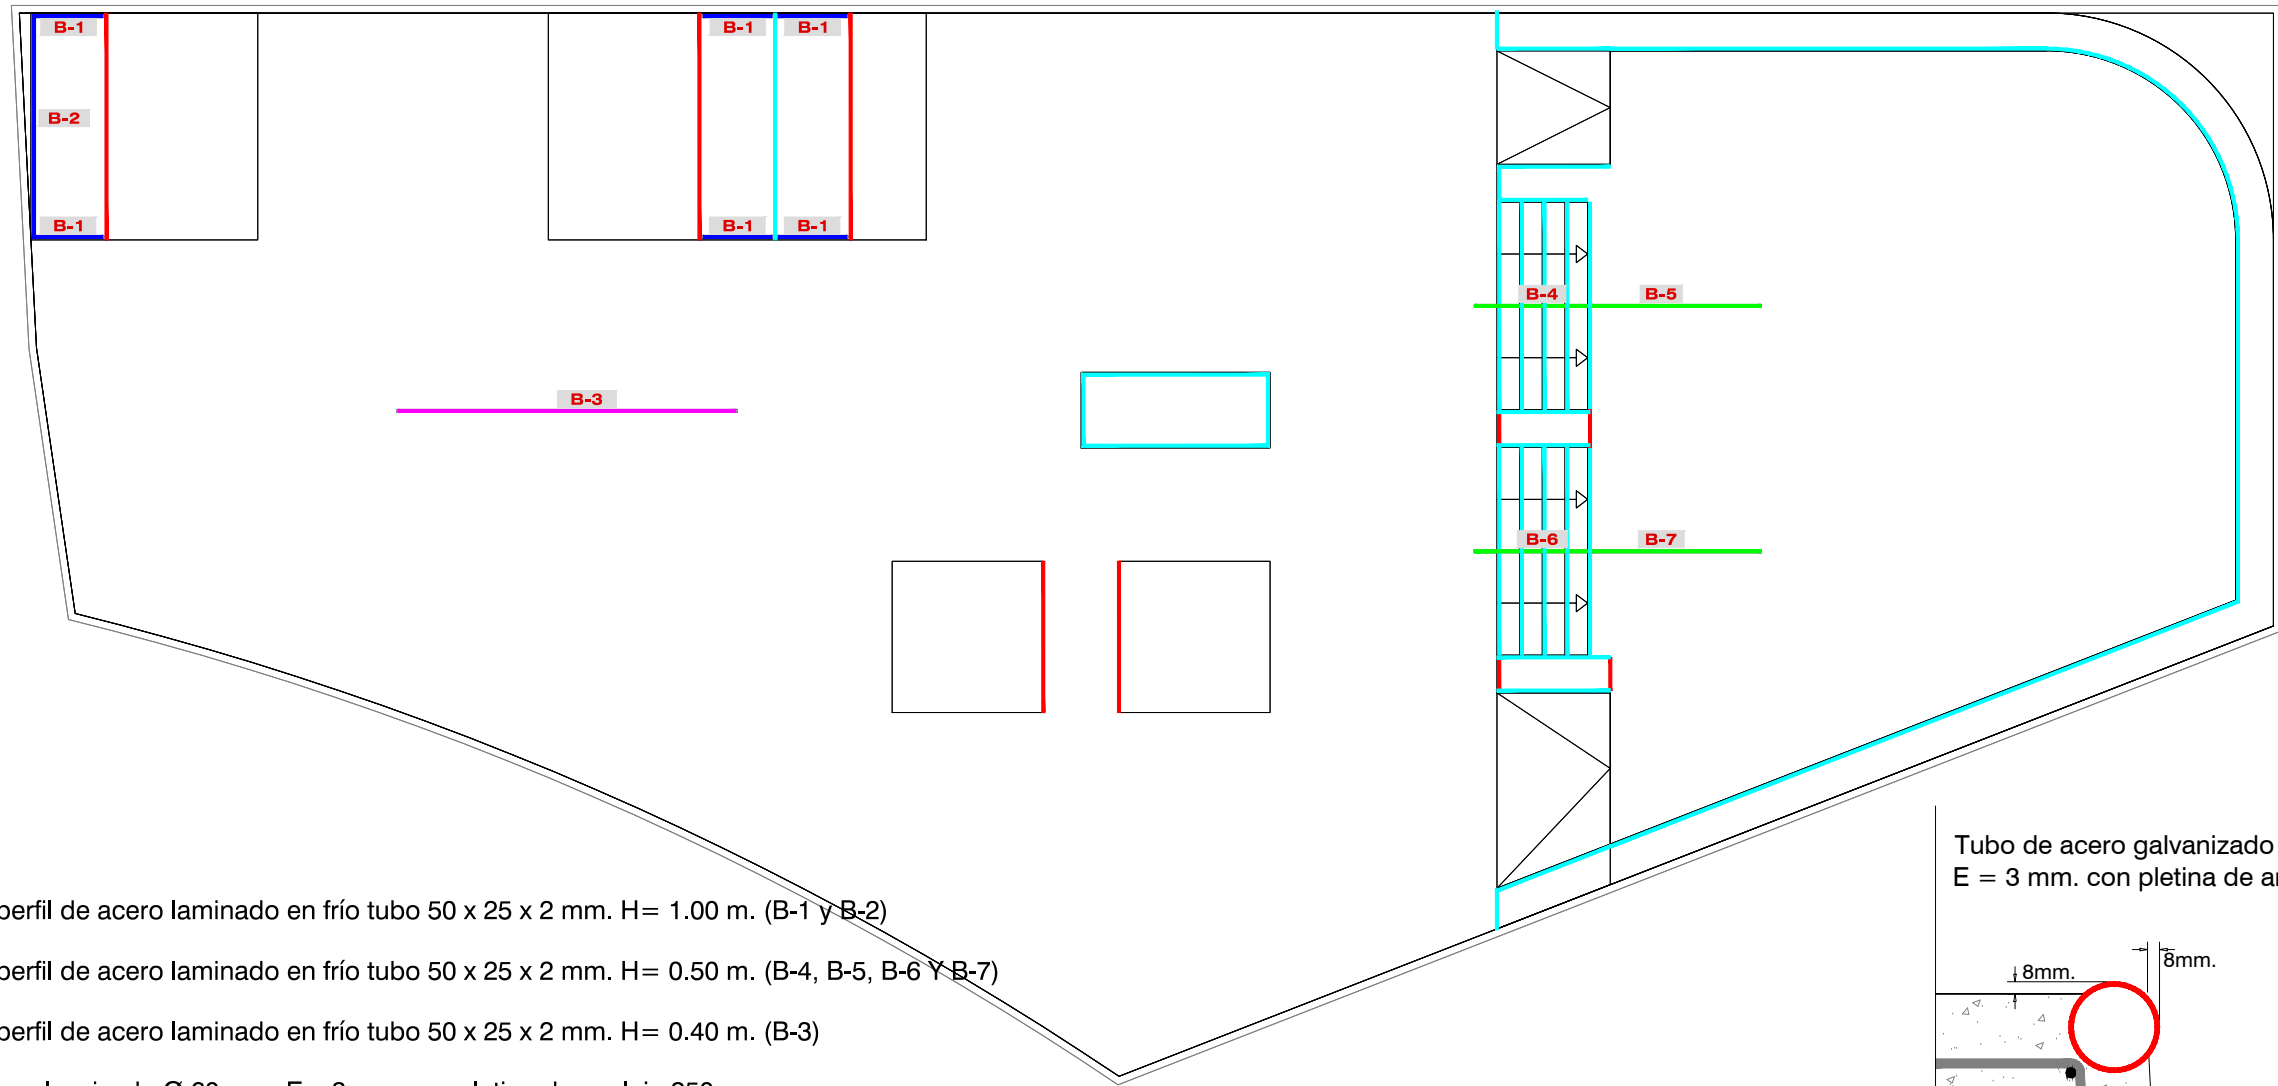 B-1 B-1 B-1
B-2
B-1 B-1 B-1
B-4 B-5
B-3
B-6 B-7
Tubo de acero galvanizado
E = 3 mm. con pletina de
perfil de acero laminado en frío tubo 50 x 25 x 2 mm. H= 1.00 m. (B-1 y B-2)
perfil de acero laminado en frío tubo 50 x 25 x 2 mm. H= 0.50 m. (B-4, B-5, B-6 Y B-7)
8mm.
8mm.
perfil de acero laminado en frío tubo 50 x 25 x 2 mm. H= 0.40 m. (B-3)